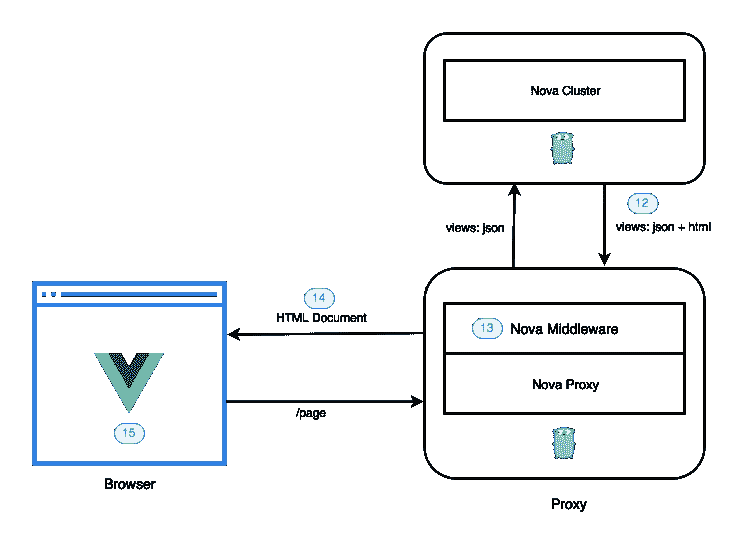 Nova Cluster
12
views: json
views: json + html
14
HTML Document
13
Nova Middleware
Nova Proxy
/page
15
Browser
Proxy